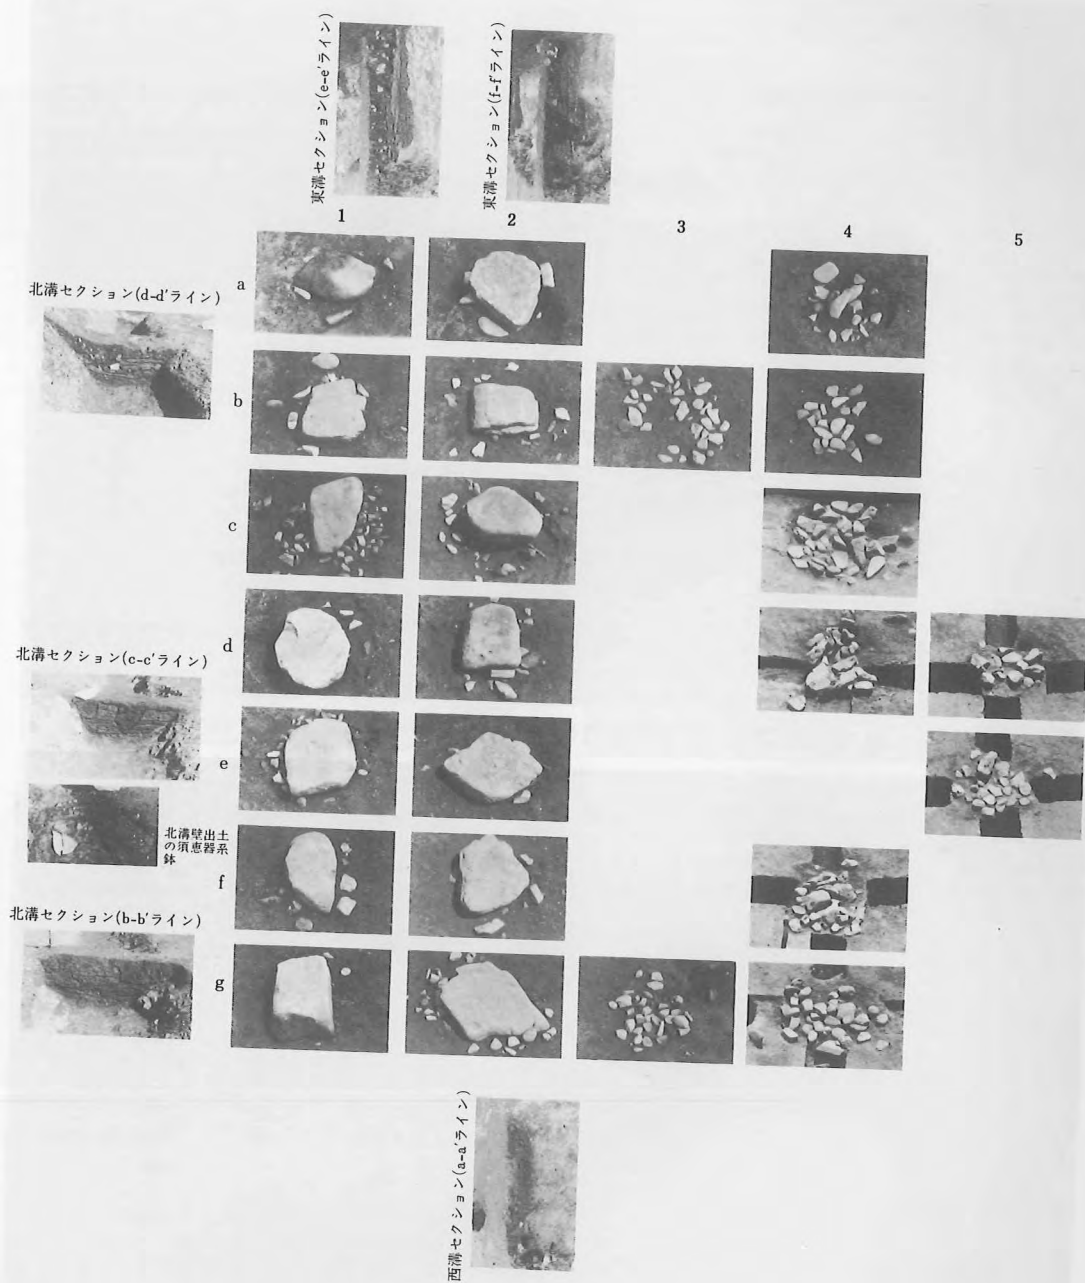 東溝セクション(e-e′ライン)
東溝セクション(f-f′ライン)
1
2
3
4
5
北溝セクション(d-d′ライン)
a
b
c
d
北溝セクション(c-c′ライン)
e
北溝壁出土
の須恵器系
鉢
f
北溝セクション(b-b′ライン)
g
西溝セクション(a-a′ライン)